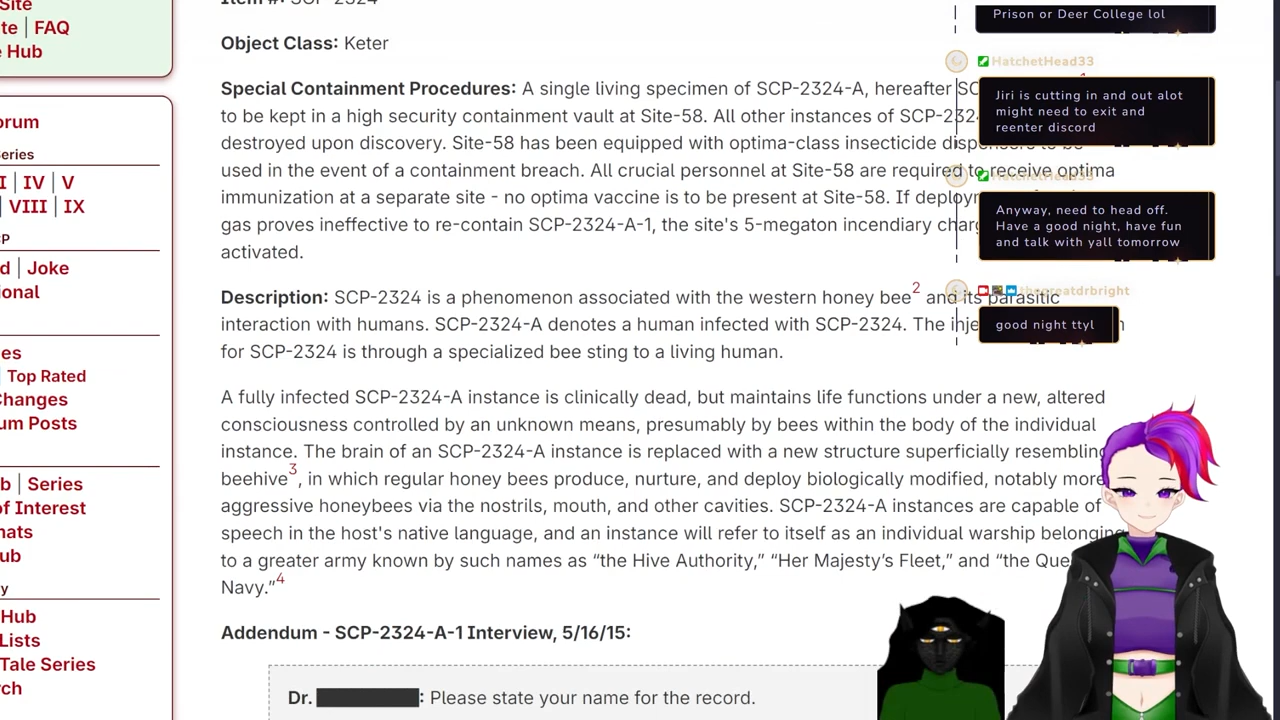 Site
te | FAQ
e Hub
orum
Series
I | IV | V
| VIII | IX
CP
d | Joke
ional
es
| Top Rated
Changes
um Posts
b | Series
of Interest
mats
ub
y
Hub
Lists
Tale Series
rch
Item #: SCP-2324
Object Class: Keter
Special Containment Procedures: A single living specimen of SCP-2324-A, hereafter SC
to be kept in a high security containment vault at Site-58. All other instances of SCP-232
destroyed upon discovery. Site-58 has been equipped with optima-class insecticide dispensers to be
used in the event of a containment breach. All crucial personnel at Site-58 are required to receive optima
immunization at a separate site - no optima vaccine is to be present at Site-58. If deploym
gas proves ineffective to re-contain SCP-2324-A-1, the site's 5-megaton incendiary charg
activated.
Description: SCP-2324 is a phenomenon associated with the western honey bee2 and its parasitic
interaction with humans. SCP-2324-A denotes a human infected with SCP-2324. The inje
for SCP-2324 is through a specialized bee sting to a living human.
A fully infected SCP-2324-A instance is clinically dead, but maintains life functions under a new, altered
consciousness controlled by an unknown means, presumably by bees within the body of the individual
instance. The brain of an SCP-2324-A instance is replaced with a new structure superficially resembling
beehive3, in which regular honey bees produce, nurture, and deploy biologically modified, notably more
aggressive honeybees via the nostrils, mouth, and other cavities. SCP-2324-A instances are capable of
speech in the host's native language, and an instance will refer to itself as an individual warship belonging
to a greater army known by such names as “the Hive Authority,” “Her Majesty’s Fleet,” and “the Que
Navy.”4
Addendum - SCP-2324-A-1 Interview, 5/16/15:
Dr. : Please state your name for the record.
Prison or Deer College lol
HatchetHead33
Jiri is cutting in and out alot
might need to exit and
reenter discord
HatchetHead33
Anyway, need to head off.
Have a good night, have fun
and talk with yall tomorrow
thegreatdrbright
good night ttyl